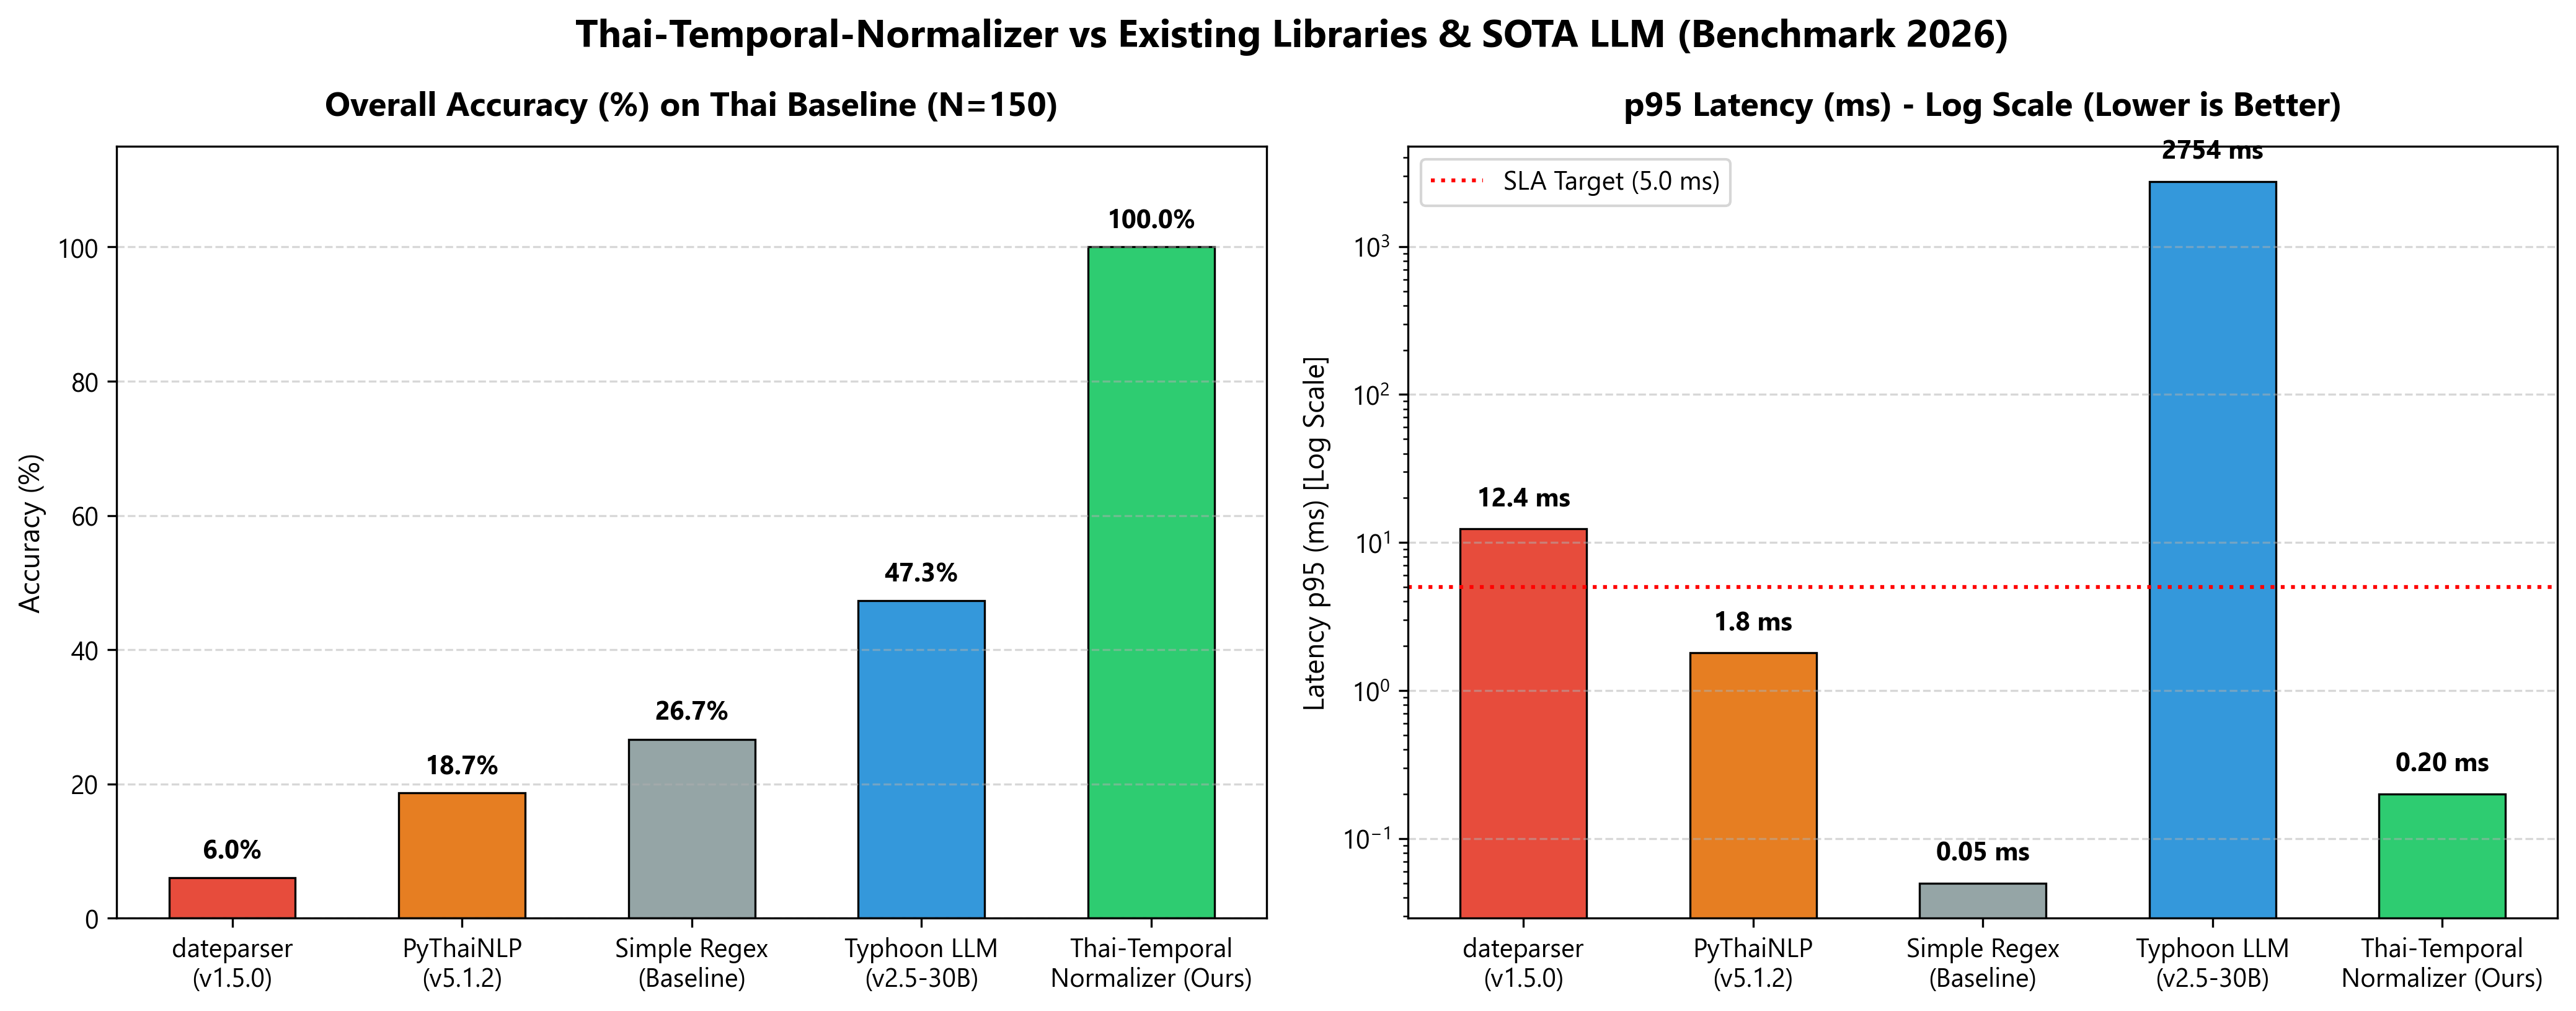 Thai-Temporal-Normalizer vs Existing Libraries & SOTA LLM (Benchmark 2026)
Overall Accuracy (%) on Thai Baseline (N=150)
Accuracy (%)
100
80
60
40
20
0
6.0%
18.7%
26.7%
47.3%
100.0%
dateparser
(v1.5.0)
PyThaiNLP
(v5.1.2)
Simple Regex
(Baseline)
Typhoon LLM
(v2.5-30B)
Thai-Temporal
Normalizer (Ours)
p95 Latency (ms) - Log Scale (Lower is Better)
SLA Target (5.0 ms)
Latency p95 (ms) [Log Scale]
10³
10²
10¹
10⁰
10⁻¹
12.4 ms
1.8 ms
0.05 ms
2754 ms
0.20 ms
dateparser
(v1.5.0)
PyThaiNLP
(v5.1.2)
Simple Regex
(Baseline)
Typhoon LLM
(v2.5-30B)
Thai-Temporal
Normalizer (Ours)